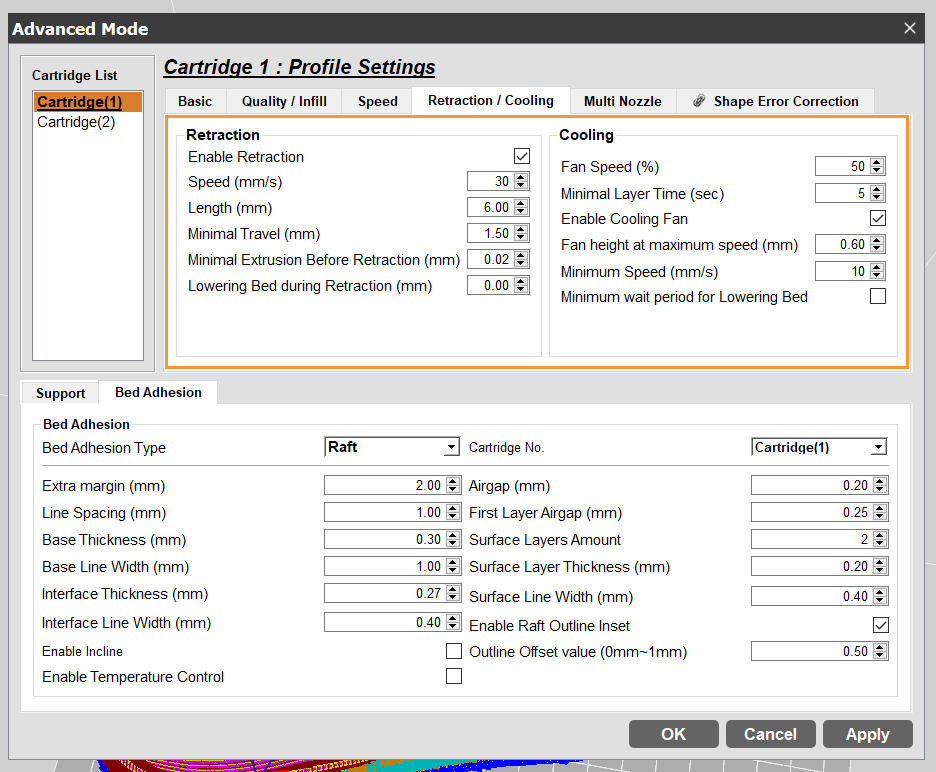 Advanced Mode
Cartridge List
Cartridge(1)
Cartridge(2)
Cartridge 1 : Profile Settings
Basic
Quality / Infill
Speed
Retraction / Cooling
Multi Nozzle
Shape Error Correction
Retraction
Enable Retraction
Speed (mm/s) 30
Length (mm) 6.00
Minimal Travel (mm) 1.50
Minimal Extrusion Before Retraction (mm) 0.02
Lowering Bed during Retraction (mm) 0.00
Cooling
Fan Speed (%) 50
Minimal Layer Time (sec) 5
Enable Cooling Fan
Fan height at maximum speed (mm) 0.60
Minimum Speed (mm/s) 10
Minimum wait period for Lowering Bed
Support
Bed Adhesion
Bed Adhesion
Bed Adhesion Type Raft
Cartridge No. Cartridge(1)
Extra margin (mm) 2.00
Airgap (mm) 0.20
Line Spacing (mm) 1.00
First Layer Airgap (mm) 0.25
Base Thickness (mm) 0.30
Surface Layers Amount 2
Base Line Width (mm) 1.00
Surface Layer Thickness (mm) 0.20
Interface Thickness (mm) 0.27
Surface Line Width (mm) 0.40
Interface Line Width (mm) 0.40
Enable Raft Outline Inset
Enable Incline
Outline Offset value (0mm~1mm) 0.50
Enable Temperature Control
OK
Cancel
Apply